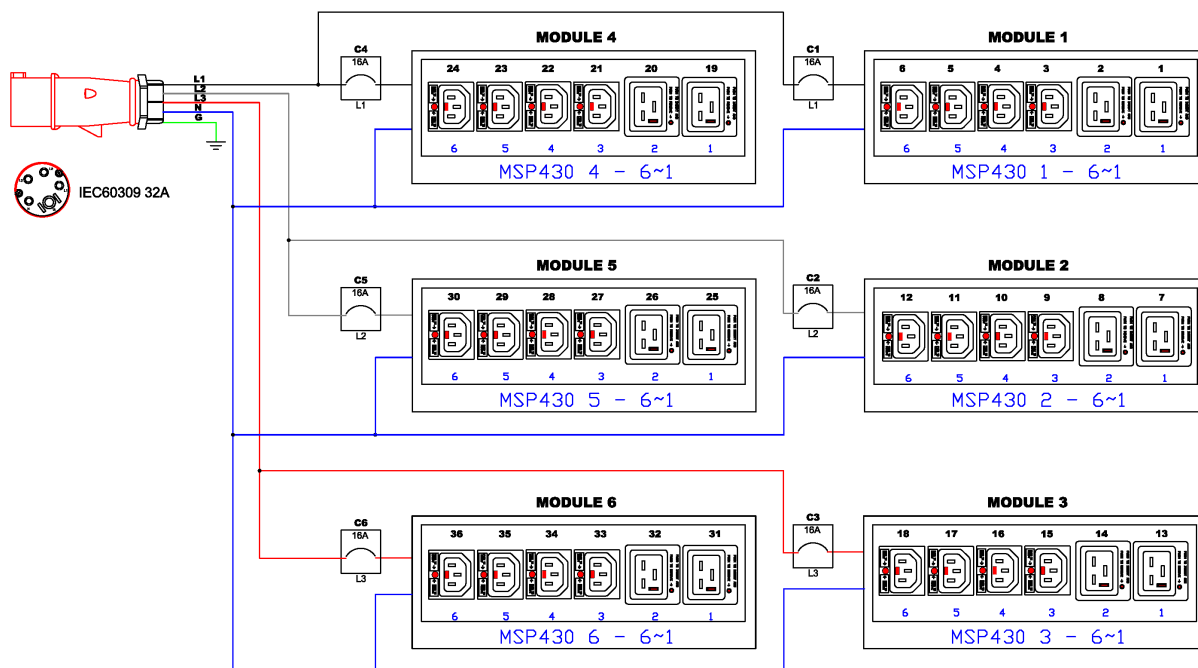 MODULE 4
MODULE 1
C4
16A
L1
C1
16A
L1
L1
L2
L3
N
G
24 23 22 21 20 19
6 5 4 3 2 1
6 5 4 3 2 1
6 5 4 3 2 1
MSP430 4 - 6~1
MSP430 1 - 6~1
IEC60309 32A
MODULE 5
MODULE 2
C5
16A
L2
C2
16A
L2
30 29 28 27 26 25
12 11 10 9 8 7
6 5 4 3 2 1
6 5 4 3 2 1
MSP430 5 - 6~1
MSP430 2 - 6~1
MODULE 6
MODULE 3
C6
16A
L3
C3
16A
L3
36 35 34 33 32 31
18 17 16 15 14 13
6 5 4 3 2 1
6 5 4 3 2 1
MSP430 6 - 6~1
MSP430 3 - 6~1